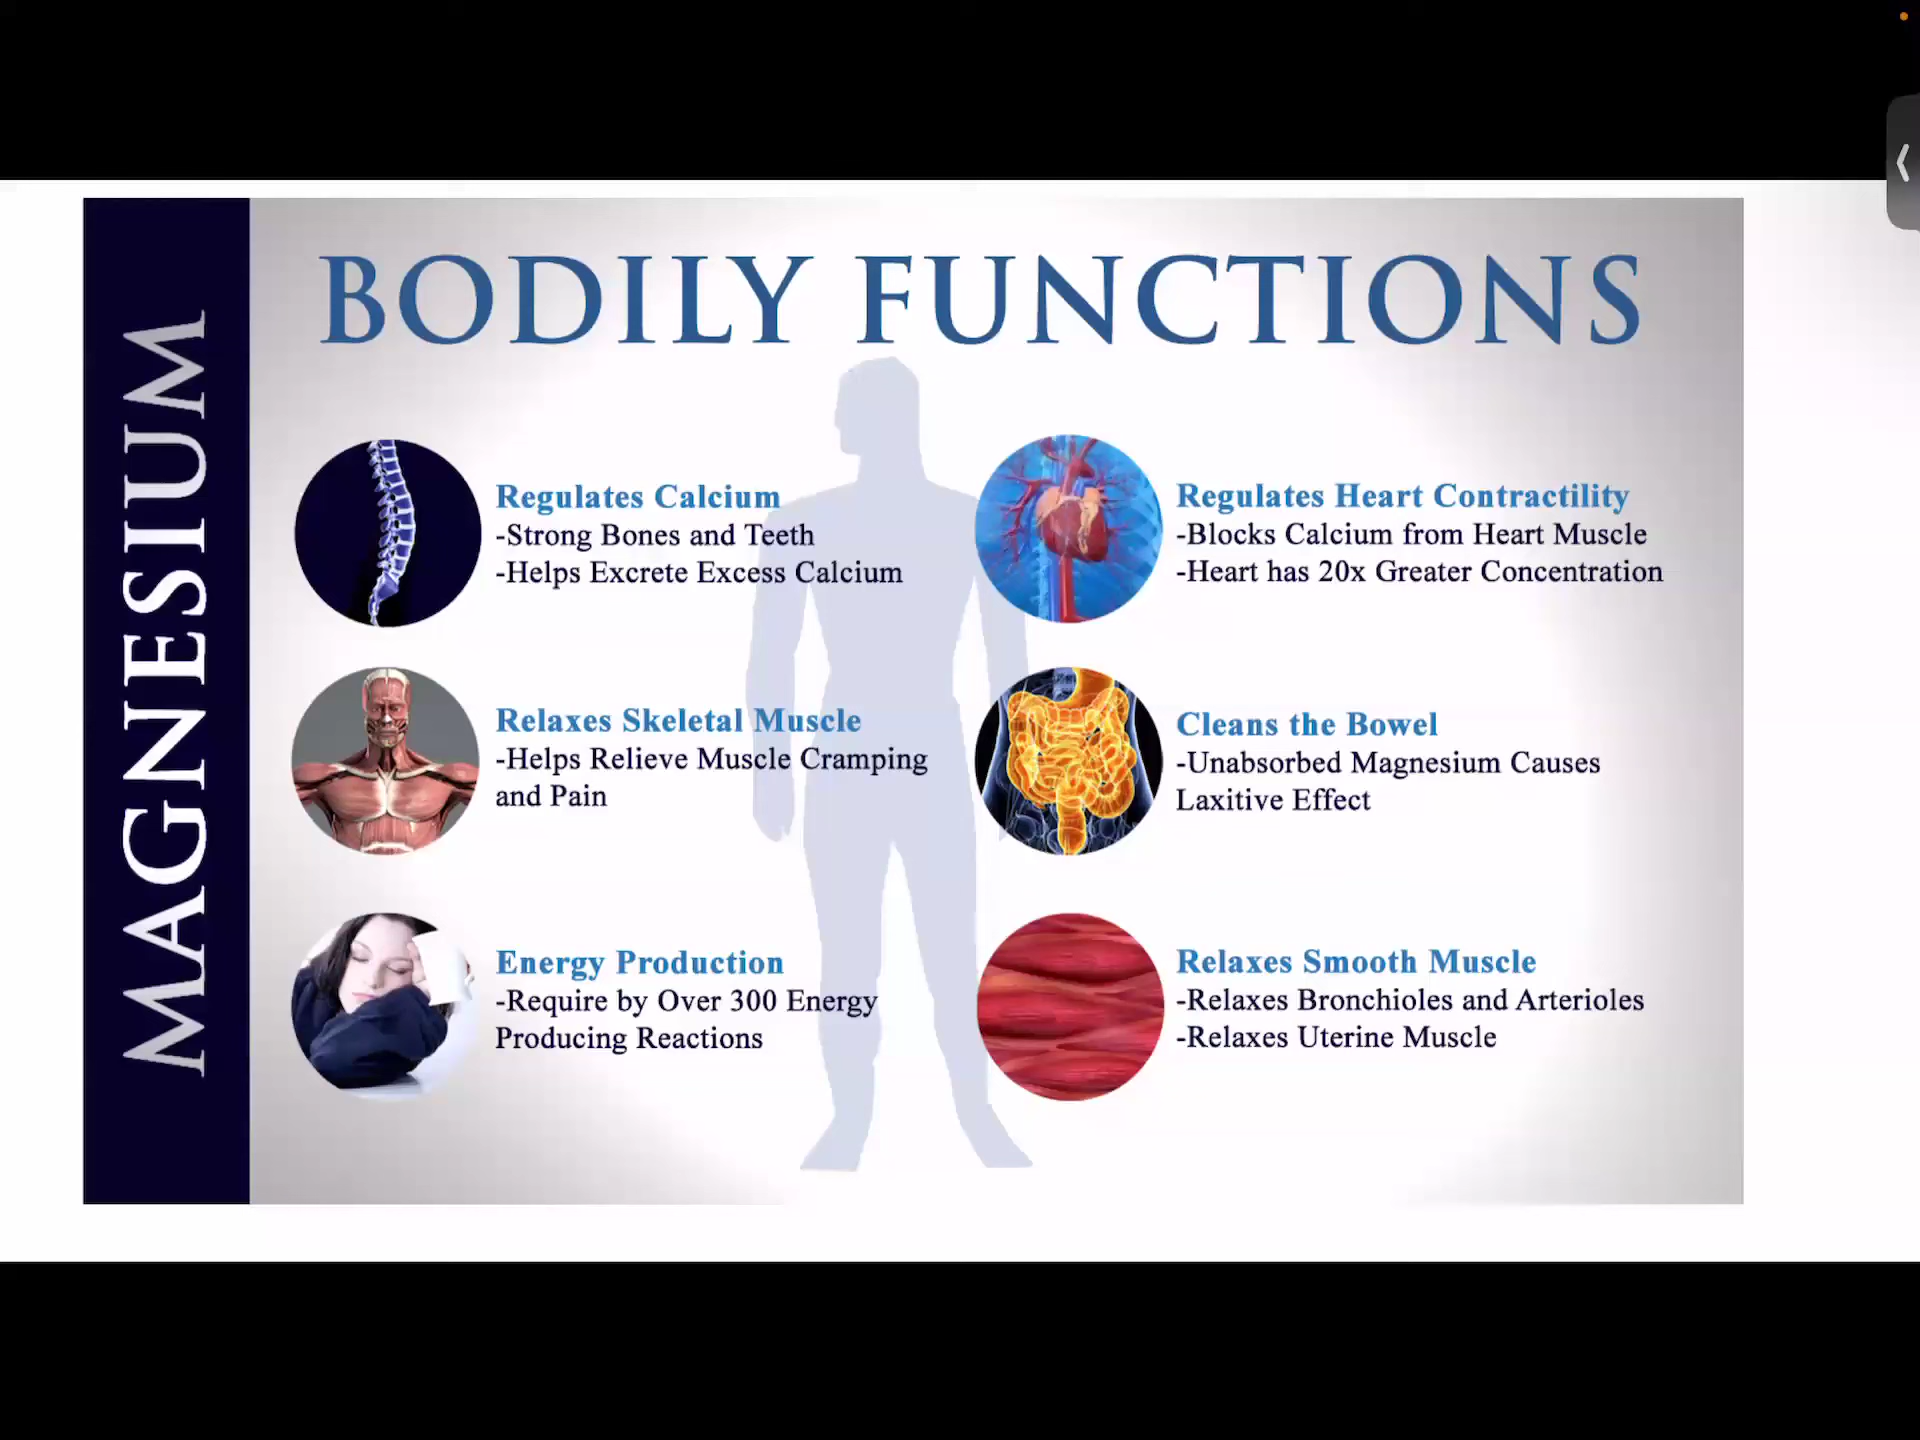 MAGNESIUM
BODILY FUNCTIONS
Regulates Calcium
-Strong Bones and Teeth
-Helps Excrete Excess Calcium
Relaxes Skeletal Muscle
-Helps Relieve Muscle Cramping
and Pain
Energy Production
-Require by Over 300 Energy
Producing Reactions
Regulates Heart Contractility
-Blocks Calcium from Heart Muscle
-Heart has 20x Greater Concentration
Cleans the Bowel
-Unabsorbed Magnesium Causes
Laxitive Effect
Relaxes Smooth Muscle
-Relaxes Bronchioles and Arterioles
-Relaxes Uterine Muscle